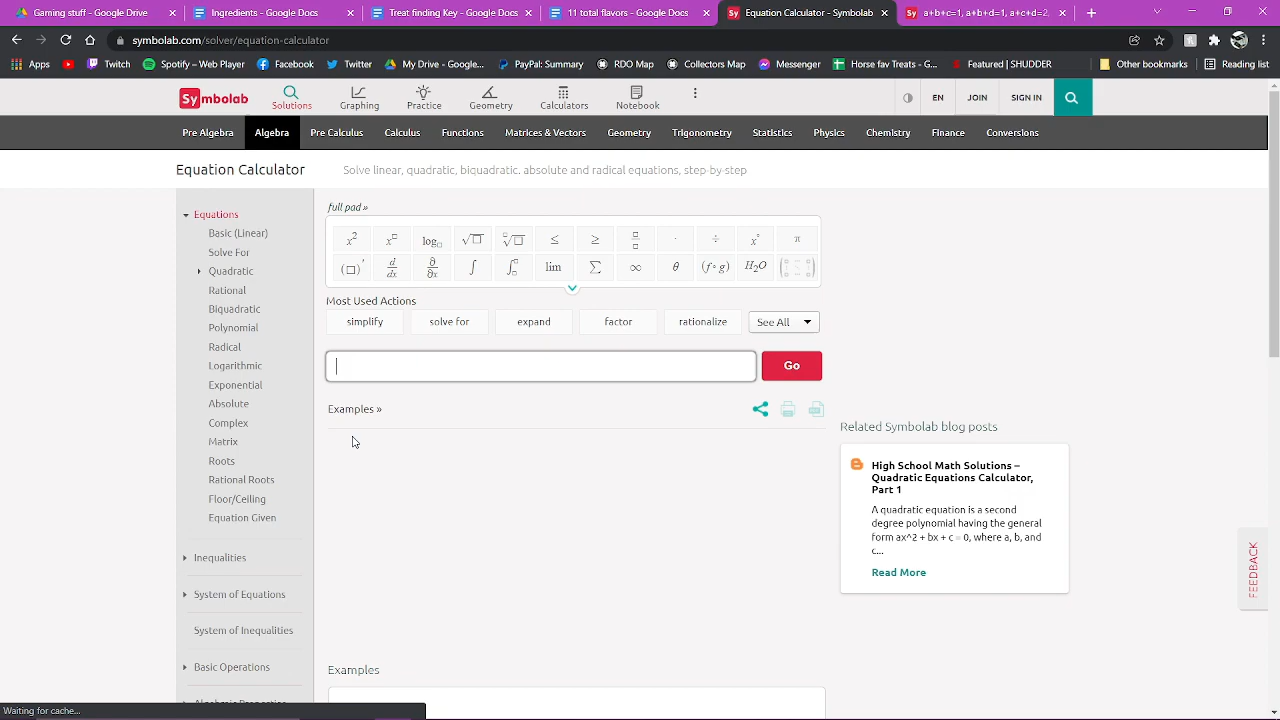 Gaming stuff - Google Drive
Ingredients - Google Docs
Treat finding Key - Google Docs
11 total flavors - Google Docs
Equation Calculator - Symbolab
a+b+c=1, a+b+d=1, a+c+d=2,
symbolab.com/solver/equation-calculator
Apps
Twitch
Spotify – Web Player
Facebook
Twitter
My Drive - Google...
PayPal: Summary
RDO Map
Collectors Map
Messenger
Horse fav Treats - G...
Featured | SHUDDER
Other bookmarks
Reading list
Symbolab
Solutions
Graphing
Practice
Geometry
Calculators
Notebook
EN
JOIN
SIGN IN
Pre Algebra
Algebra
Pre Calculus
Calculus
Functions
Matrices & Vectors
Geometry
Trigonometry
Statistics
Physics
Chemistry
Finance
Conversions
Equation Calculator
Solve linear, quadratic, biquadratic. absolute and radical equations, step-by-step
Equations
Basic (Linear)
Solve For
Quadratic
Rational
Biquadratic
Polynomial
Radical
Logarithmic
Exponential
Absolute
Complex
Matrix
Roots
Rational Roots
Floor/Ceiling
Equation Given
Inequalities
System of Equations
System of Inequalities
Basic Operations
full pad »
x² x^□ log□ √□ □√□ ≤ ≥ □/□ · ÷ x° π
(□)′ d/dx ∂/∂x ∫ ∫□□ lim ∑ ∞ θ (f∘g) H₂O
Most Used Actions
simplify
solve for
expand
factor
rationalize
See All
Go
Examples »
Related Symbolab blog posts
High School Math Solutions –
Quadratic Equations Calculator,
Part 1
A quadratic equation is a second
degree polynomial having the general
form ax^2 + bx + c = 0, where a, b, and
c...
Read More
FEEDBACK
Examples
Waiting for cache...